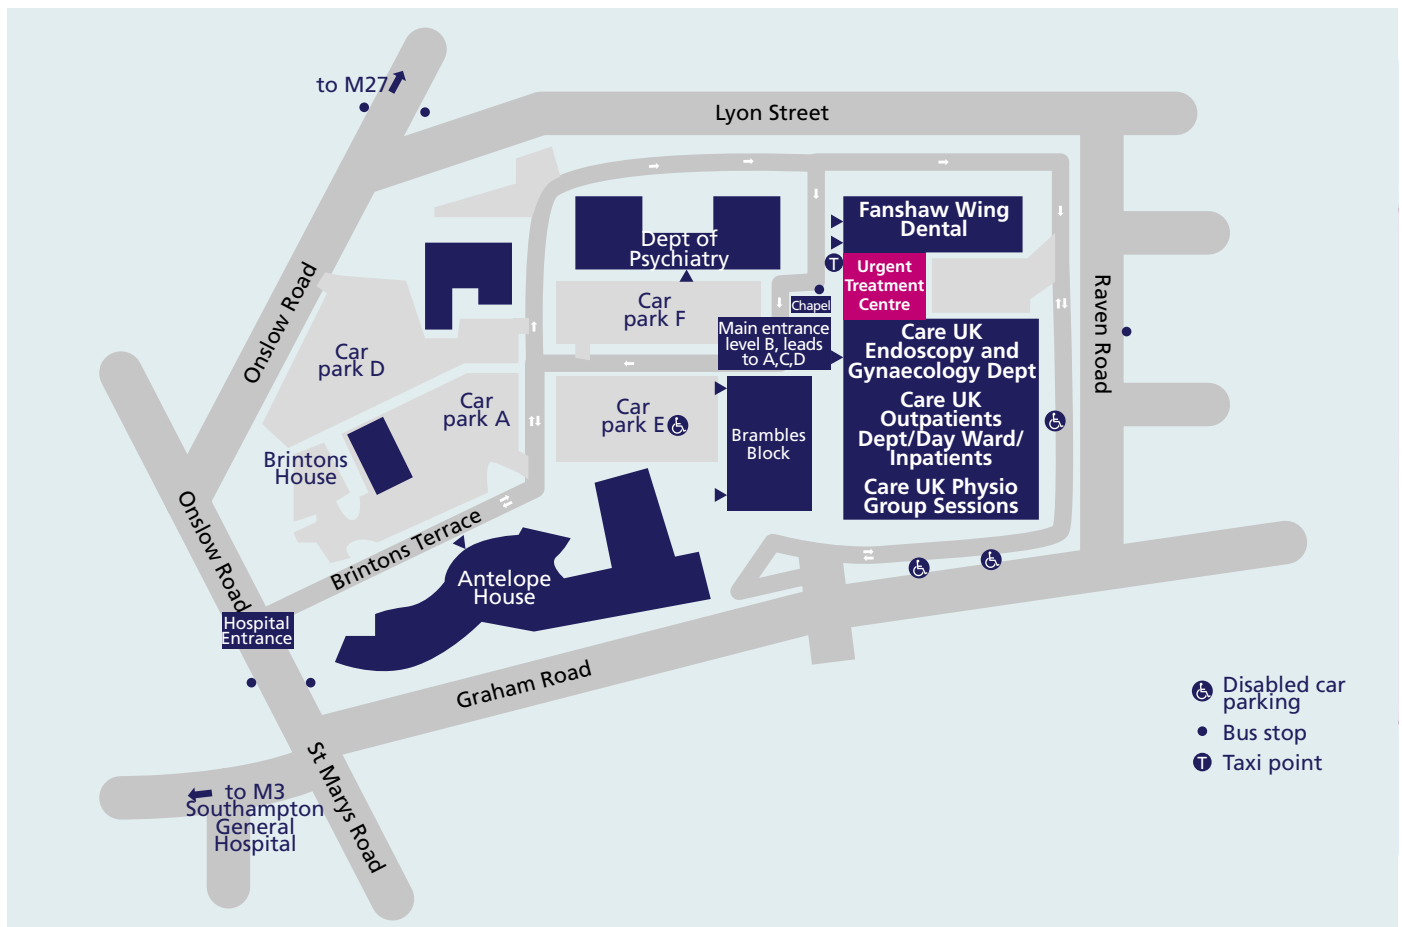 to M27
Lyon Street
Onslow Road
Fanshaw Wing
Dental
Dept of
Psychiatry
T
Urgent
Treatment
Centre
Chapel
Car
park F
Main entrance
level B, leads
to A,C,D
Raven Road
Care UK
Endoscopy and
Gynaecology Dept
Care UK
Outpatients
Dept/Day Ward/
Inpatients
Care UK Physio
Group Sessions
Car
park D
Car
park A
Car
park E
Brambles
Block
Brintons
House
Onslow Road
Brintons Terrace
Antelope
House
Hospital
Entrance
Graham Road
St Marys Road
to M3
Southampton
General
Hospital
Disabled car
parking
Bus stop
T Taxi point